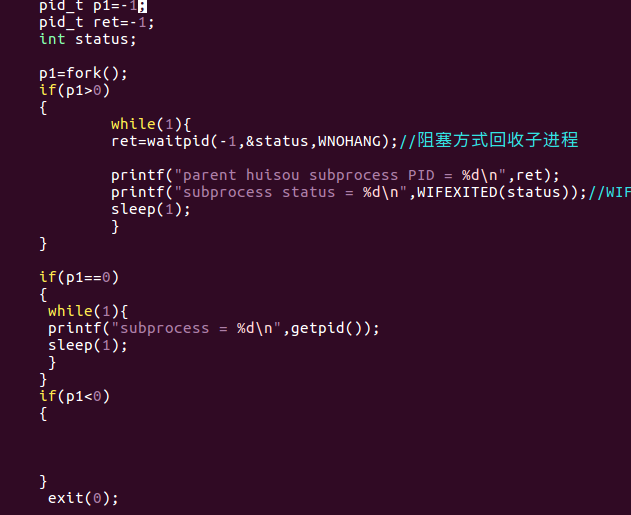 pid_t p1=-1;
pid_t ret=-1;
int status;
p1=fork();
if(p1>0)
{
while(1){
ret=waitpid(-1,&status,WNOHANG);//阻塞方式回收子进程
printf("parent huisou subprocess PID = %d\n",ret);
printf("subprocess status = %d\n",WIFEXITED(status));//WIF
sleep(1);
}
}
if(p1==0)
{
while(1){
printf("subprocess = %d\n",getpid());
sleep(1);
}
}
if(p1<0)
{
}
exit(0);